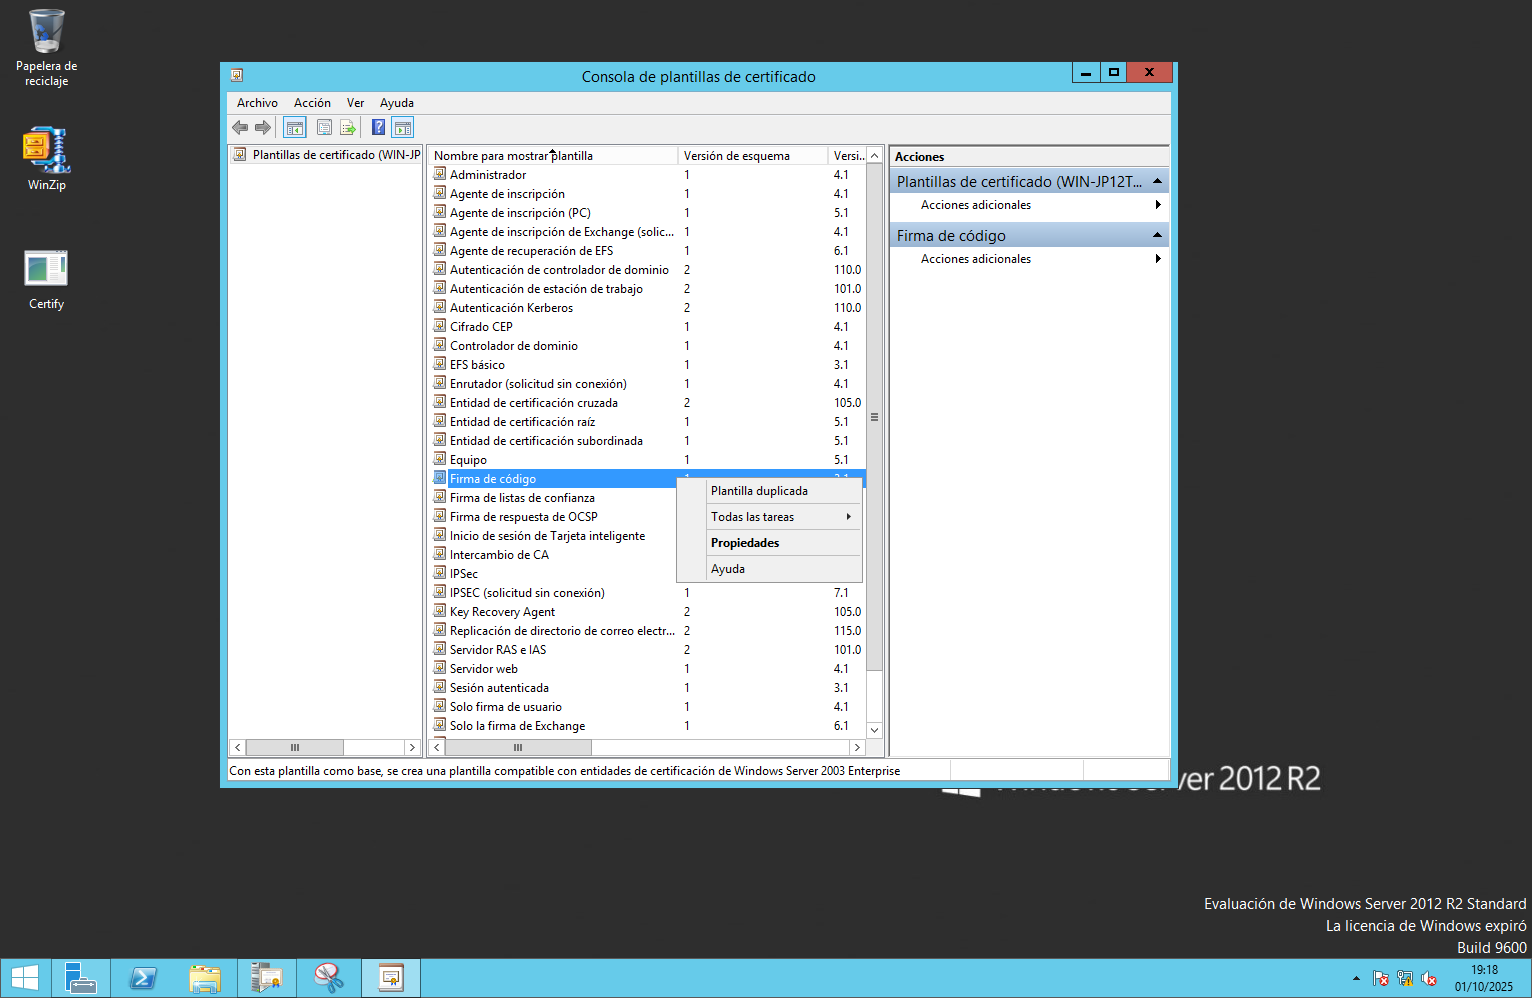 Papelera de
reciclaje
WinZip
Certify
Consola de plantillas de certificado
Archivo Acción Ver Ayuda
Plantillas de certificado (WIN-JP
Nombre para mostrar plantilla Versión de esquema Versi...
Administrador 1 4.1
Agente de inscripción 1 4.1
Agente de inscripción (PC) 1 5.1
Agente de inscripción de Exchange (solic... 1 4.1
Agente de recuperación de EFS 1 6.1
Autenticación de controlador de dominio 2 110.0
Autenticación de estación de trabajo 2 101.0
Autenticación Kerberos 2 110.0
Cifrado CEP 1 4.1
Controlador de dominio 1 4.1
EFS básico 1 3.1
Enrutador (solicitud sin conexión) 1 4.1
Entidad de certificación cruzada 2 105.0
Entidad de certificación raíz 1 5.1
Entidad de certificación subordinada 1 5.1
Equipo 1 5.1
Firma de código
Firma de listas de confianza
Firma de respuesta de OCSP
Inicio de sesión de Tarjeta inteligente
Intercambio de CA
IPSec
IPSEC (solicitud sin conexión) 1 7.1
Key Recovery Agent 2 105.0
Replicación de directorio de correo electr... 2 115.0
Servidor RAS e IAS 2 101.0
Servidor web 1 4.1
Sesión autenticada 1 3.1
Solo firma de usuario 1 4.1
Solo la firma de Exchange 1 6.1
Plantilla duplicada
Todas las tareas
Propiedades
Ayuda
Acciones
Plantillas de certificado (WIN-JP12T...
Acciones adicionales
Firma de código
Acciones adicionales
Con esta plantilla como base, se crea una plantilla compatible con entidades de certificación de Windows Server 2003 Enterprise
ver 2012 R2
Evaluación de Windows Server 2012 R2 Standard
La licencia de Windows expiró
Build 9600
19:18
01/10/2025